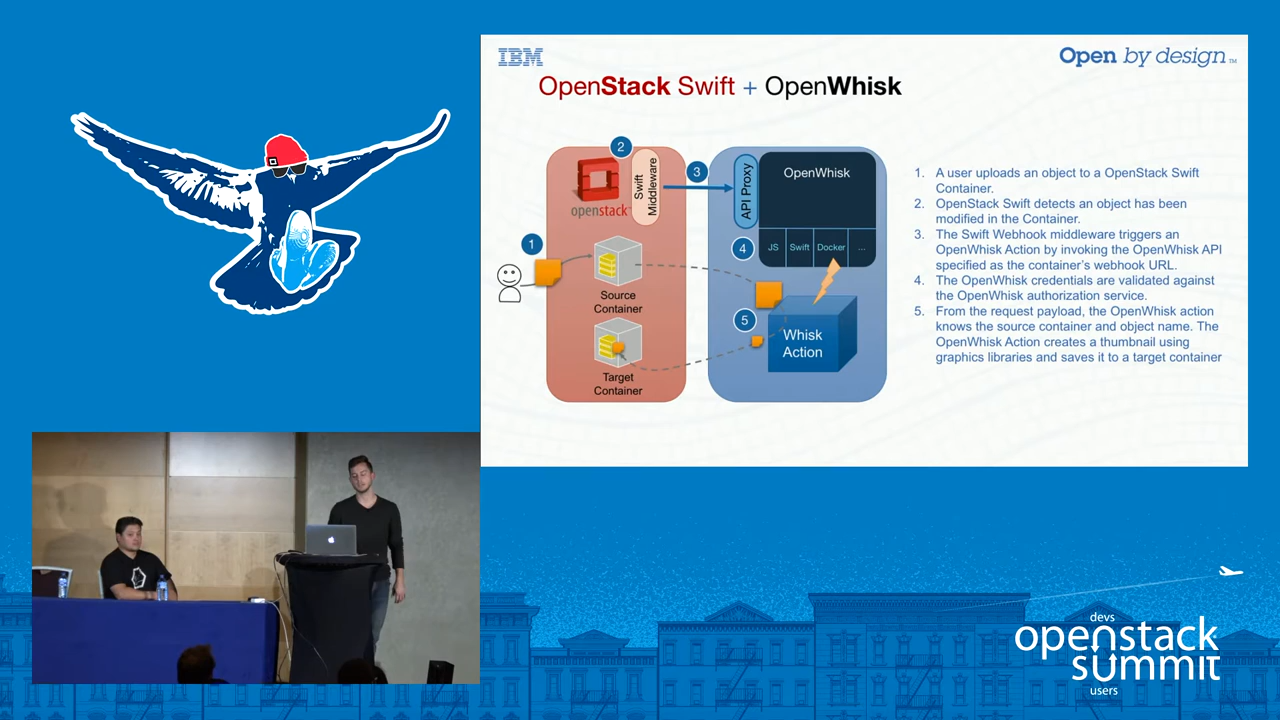 IBM
Open by design™
OpenStack Swift + OpenWhisk
1
2
3
4
5
openstack
Swift
Middleware
API Proxy
OpenWhisk
JS
Swift
Docker
...
Source
Container
Target
Container
Whisk
Action
1. A user uploads an object to a OpenStack Swift
Container.
2. OpenStack Swift detects an object has been
modified in the Container.
3. The Swift Webhook middleware triggers an
OpenWhisk Action by invoking the OpenWhisk API
specified as the container's webhook URL.
4. The OpenWhisk credentials are validated against
the OpenWhisk authorization service.
5. From the request payload, the OpenWhisk action
knows the source container and object name. The
OpenWhisk Action creates a thumbnail using
graphics libraries and saves it to a target container
devs
openstack
summit
users